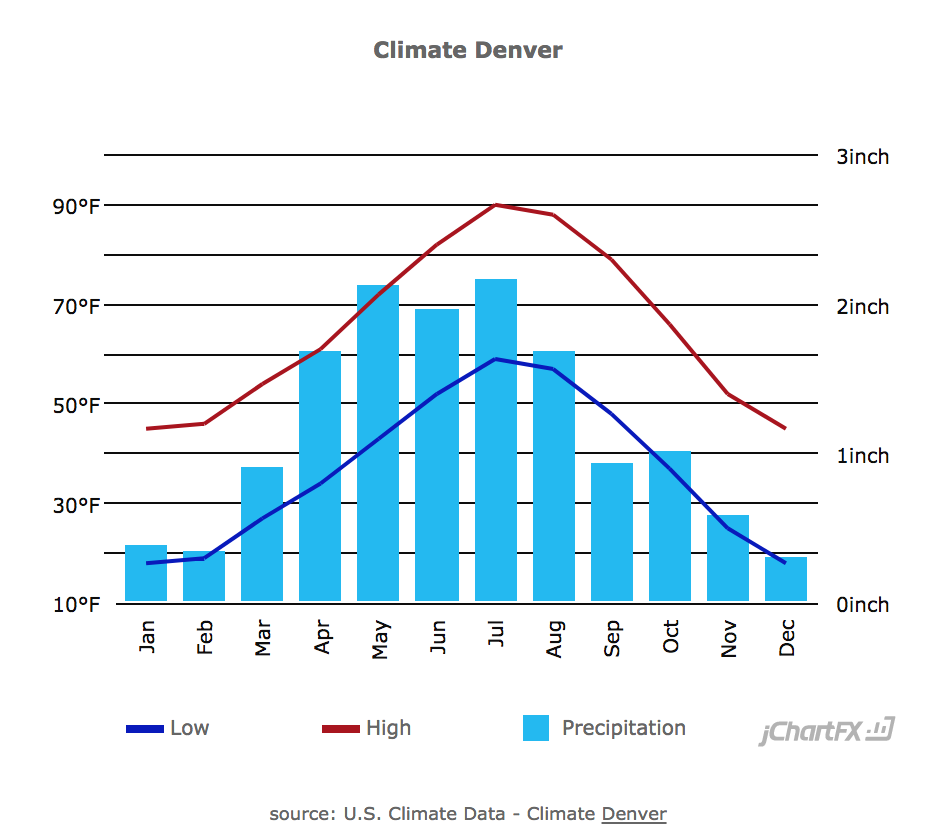 Climate Denver
3inch
90°F
70°F
2inch
50°F
1inch
30°F
10°F
0inch
Jan Feb Mar Apr May Jun Jul Aug Sep Oct Nov Dec
Low High Precipitation jChartFX
source: U.S. Climate Data - Climate Denver